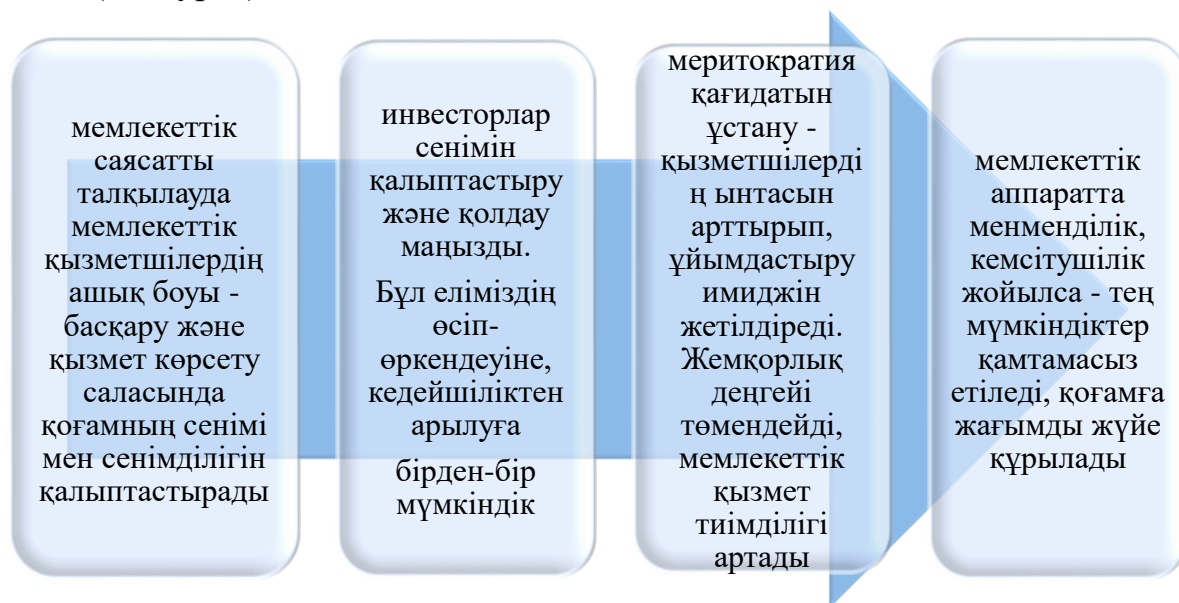 мемлекеттік
саясатты
талқылауда
мемлекеттік
қызметшілердің
ашық боуы -
басқару және
қызмет көрсету
саласында
қоғамның сенімі
мен сенімділігін
қалыптастырады
инвесторлар
сенімін
қалыптастыру
және қолдау
маңызды.
Бұл еліміздің
өсіп-
өркендеуіне,
кедейшіліктен
арылуға
бірден-бір
мүмкіндік
меритократия
қағидатын
ұстану -
қызметшілерді
ң ынтасын
арттырып,
ұйымдастыру
имиджін
жетілдіреді.
Жемқорлық
деңгейі
төмендейді,
мемлекеттік
қызмет
тиімділігі
артады
мемлекеттік
аппаратта
менменділік,
кемсітушілік
жойылса - тең
мүмкіндіктер
қамтамасыз
етіледі, қоғамға
жағымды жүйе
құрылады